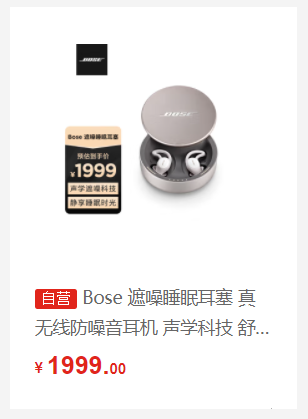 BOSE
BOSE
Bose 遮噪睡眠耳塞
预估到手价
¥1999
声学遮噪科技
静享睡眠时光
自营 Bose 遮噪睡眠耳塞 真
无线防噪音耳机 声学科技 舒...
¥ 1999.00